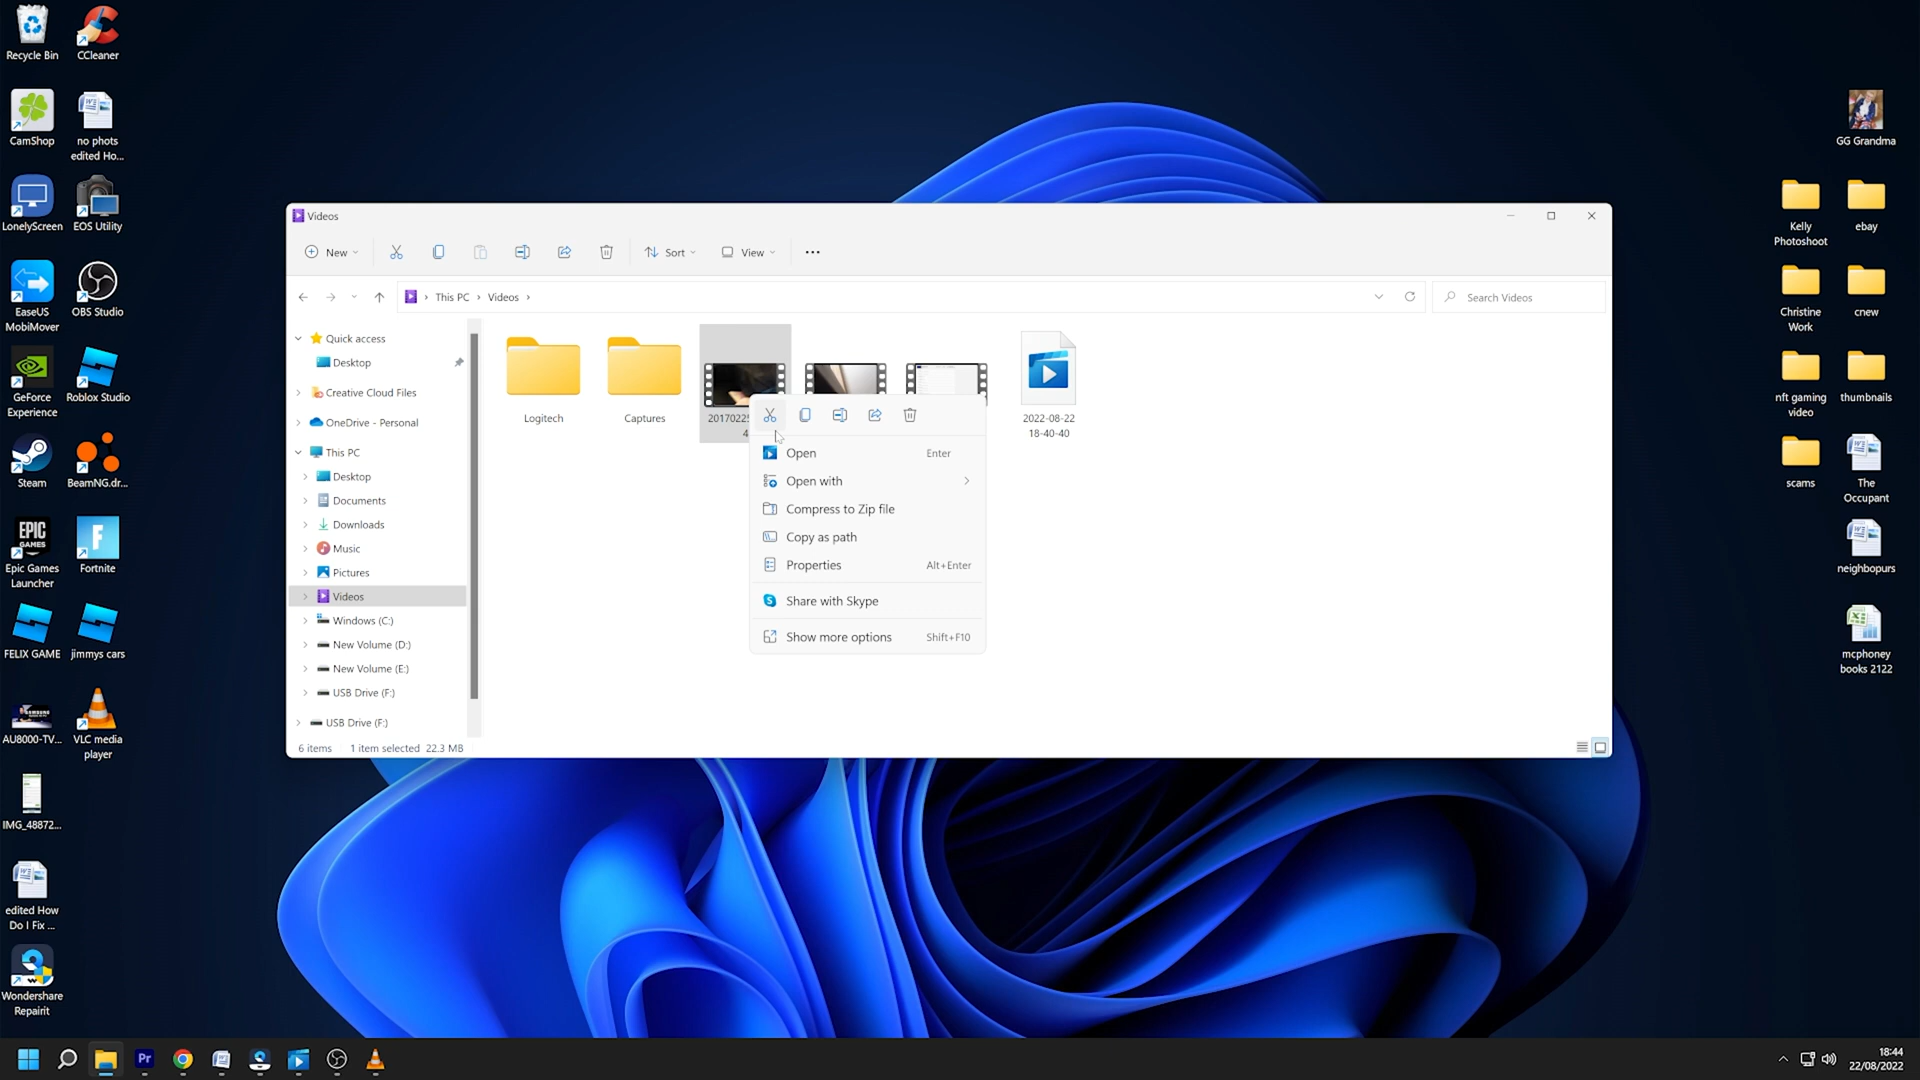 Recycle Bin
CCleaner
CamShop
no phots
edited Ho...
LonelyScreen
EOS Utility
EaseUS
MobiMover
OBS Studio
GeForce
Experience
Roblox Studio
Steam
BeamNG.dr...
EPIC
GAMES
Epic Games
Launcher
Fortnite
FELIX GAME
jimmys cars
AU8000-TV...
VLC media
player
IMG_48872...
edited How
Do I Fix ...
Wondershare
Repairit
Videos
New
Sort
View
This PC
Videos
Search Videos
Quick access
Desktop
Creative Cloud Files
OneDrive - Personal
This PC
Desktop
Documents
Downloads
Music
Pictures
Videos
Windows (C:)
New Volume (D:)
New Volume (E:)
USB Drive (F:)
USB Drive (F:)
6 items
1 item selected
22.3 MB
Logitech
Captures
2017022
4
2022-08-22
18-40-40
Open
Enter
Open with
Compress to Zip file
Copy as path
Properties
Alt+Enter
Share with Skype
Show more options
Shift+F10
GG Grandma
Kelly
Photoshoot
ebay
Christine
Work
cnew
nft gaming
video
thumbnails
scams
The
Occupant
neighbopurs
mcphoney
books 2122
Pr
18:44
22/08/2022